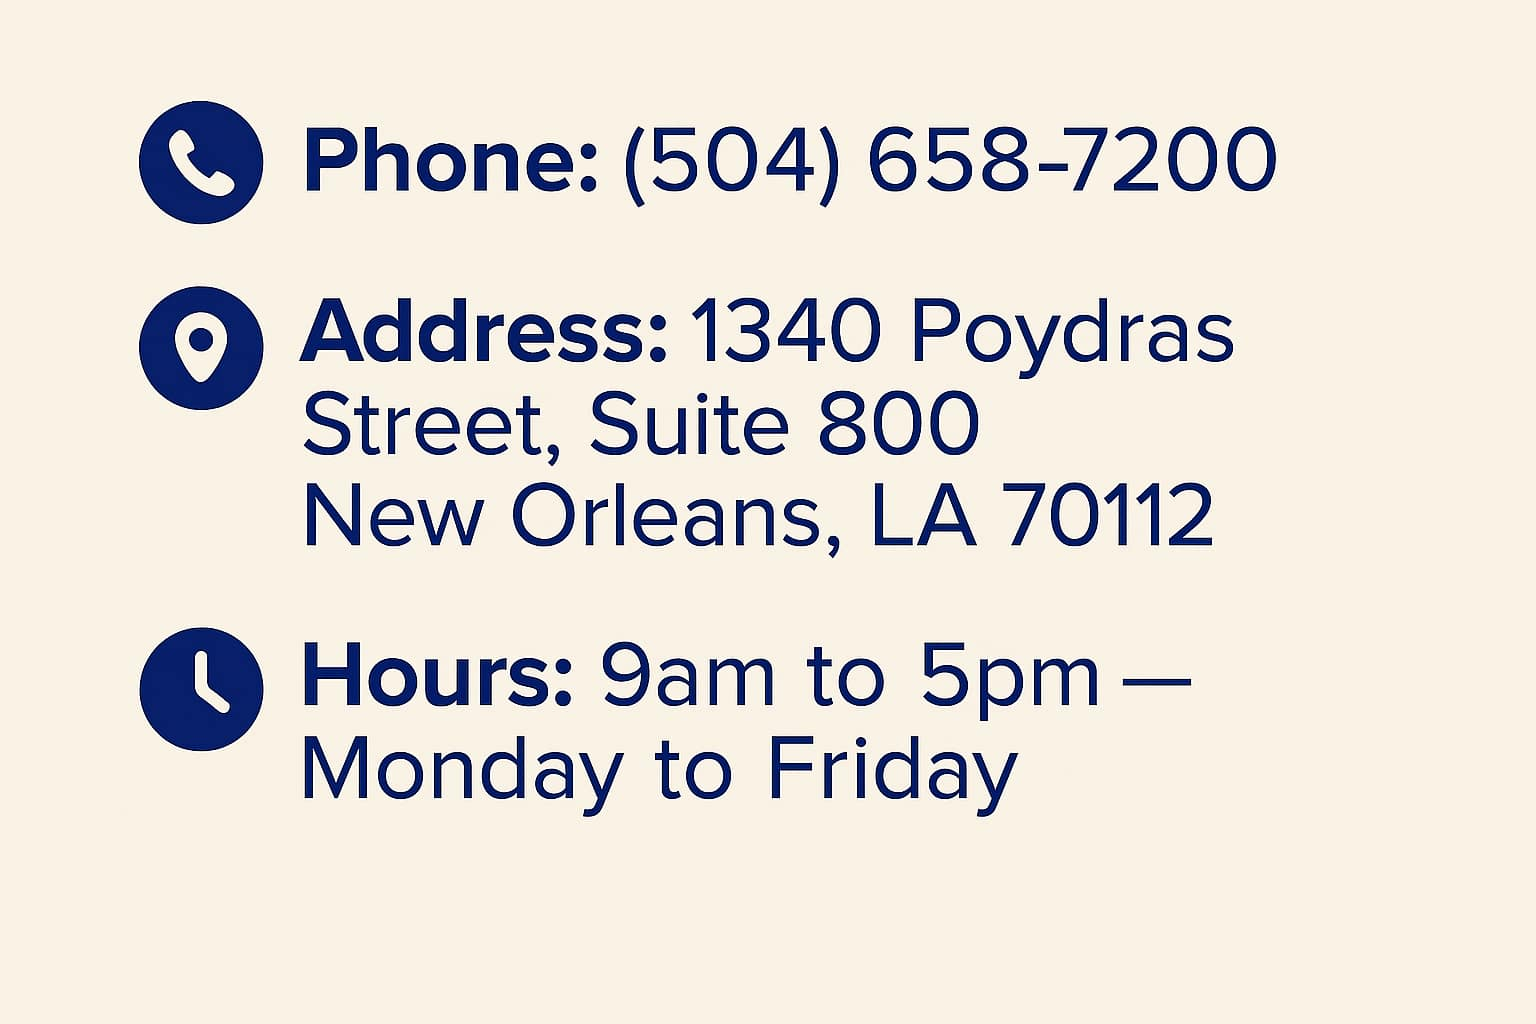 Phone: (504) 658-7200
Address: 1340 Poydras
Street, Suite 800
New Orleans, LA 70112
Hours: 9am to 5pm —
Monday to Friday